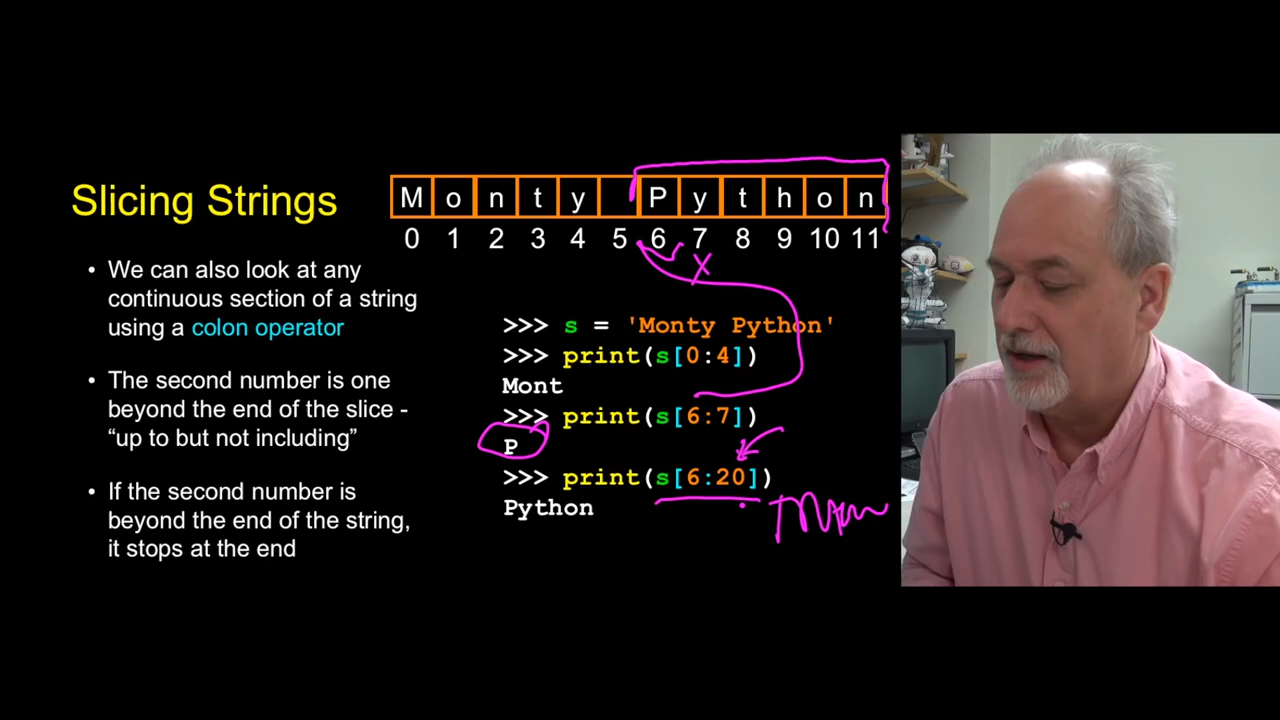 Slicing Strings
M o n t y P y t h o n
0 1 2 3 4 5 6 7 8 9 10 11
• We can also look at any
continuous section of a string
using a colon operator
• The second number is one
beyond the end of the slice -
“up to but not including”
• If the second number is
beyond the end of the string,
it stops at the end
>>> s = 'Monty Python'
>>> print(s[0:4])
Mont
>>> print(s[6:7])
P
>>> print(s[6:20])
Python